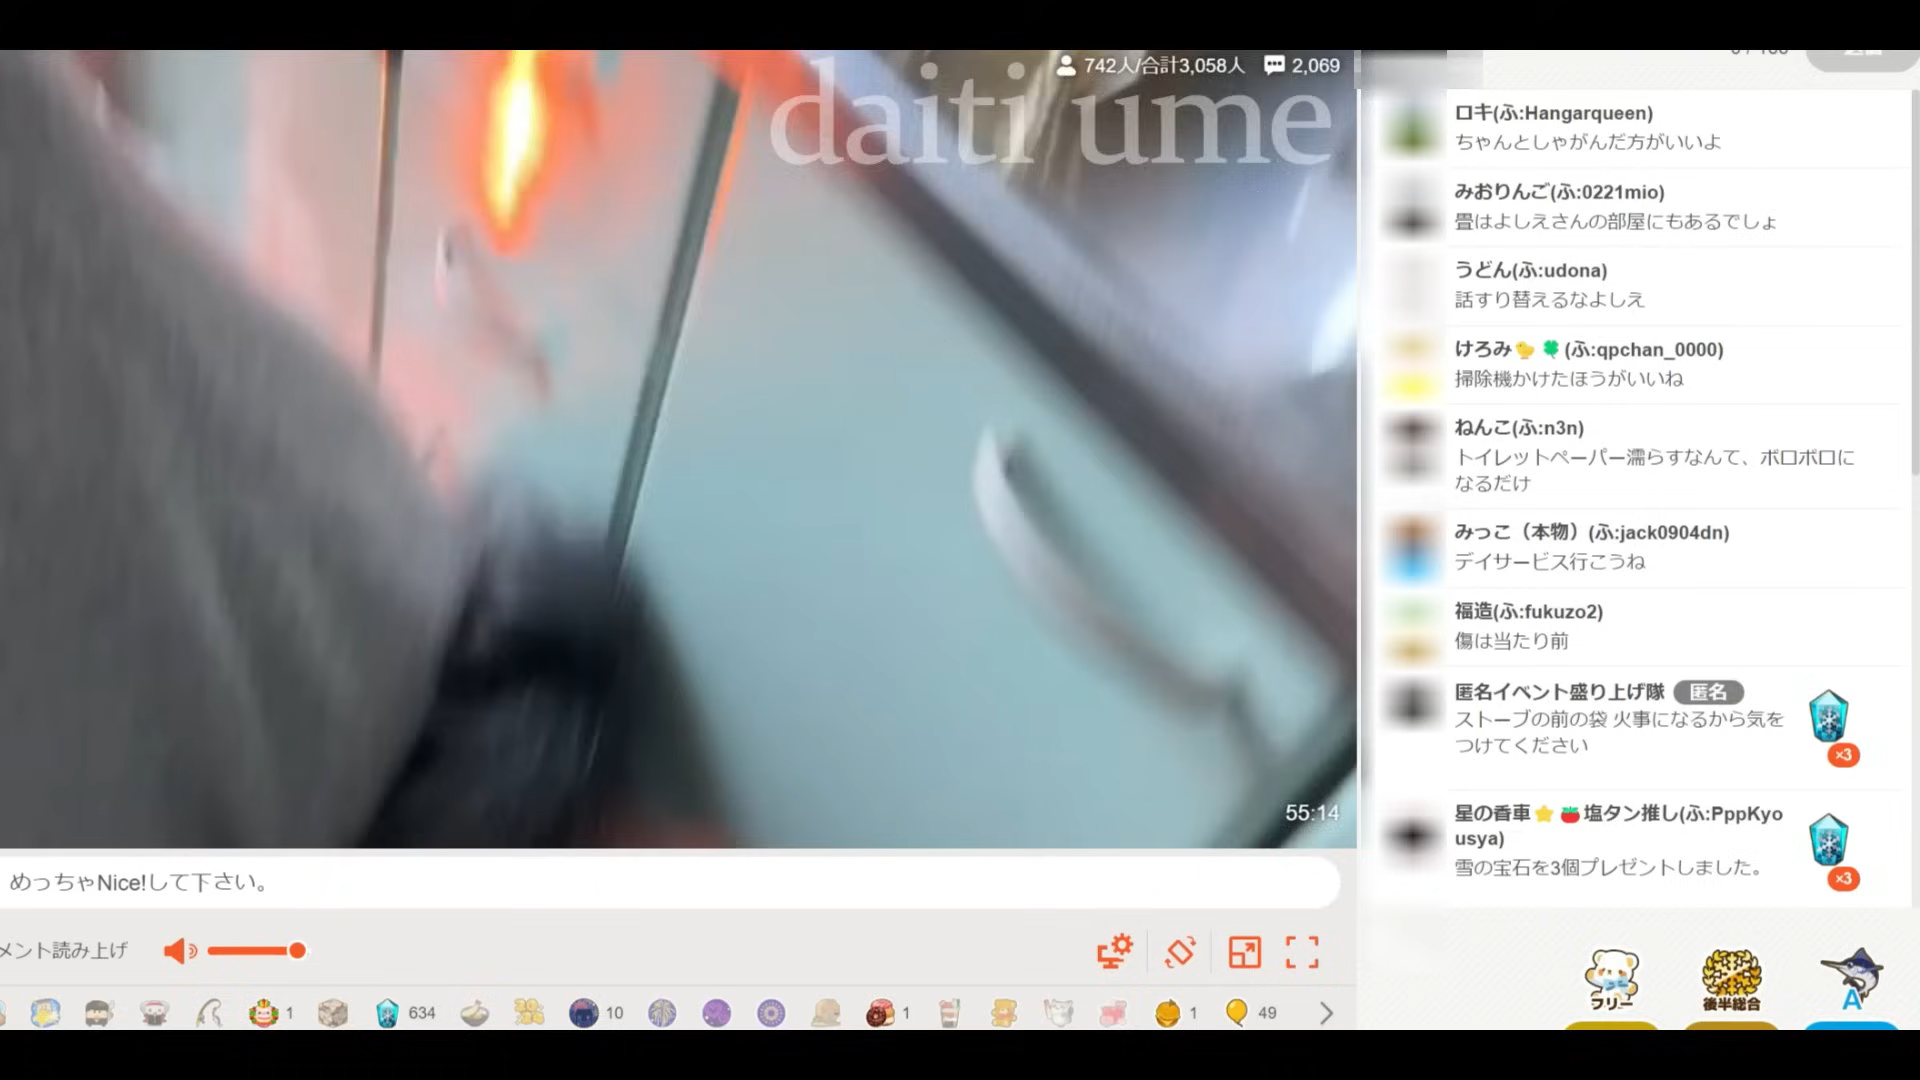 742人/合計3,058人 2,069
daiti ume
ロキ(ふ:Hangarqueen)
ちゃんとしゃがんだ方がいいよ
みおりんご(ふ:0221mio)
畳はよしえさんの部屋にもあるでしょ
うどん(ふ:udona)
話すり替えるなよしえ
けろみ🐤🍀(ふ:qpchan_0000)
掃除機かけたほうがいいね
ねんこ(ふ:n3n)
トイレットペーパー濡らすなんて、ボロボロに
なるだけ
みっこ（本物）(ふ:jack0904dn)
デイサービス行こうね
福造(ふ:fukuzo2)
傷は当たり前
匿名イベント盛り上げ隊 匿名
ストーブの前の袋 火事になるから気を
つけてください
×3
星の香車⭐🍅塩タン推し(ふ:PppKyo
usya)
雪の宝石を3個プレゼントしました。
×3
55:14
めっちゃNice!して下さい。
メント読み上げ
1 634 10 1 1 49
フリー 後半総合 A